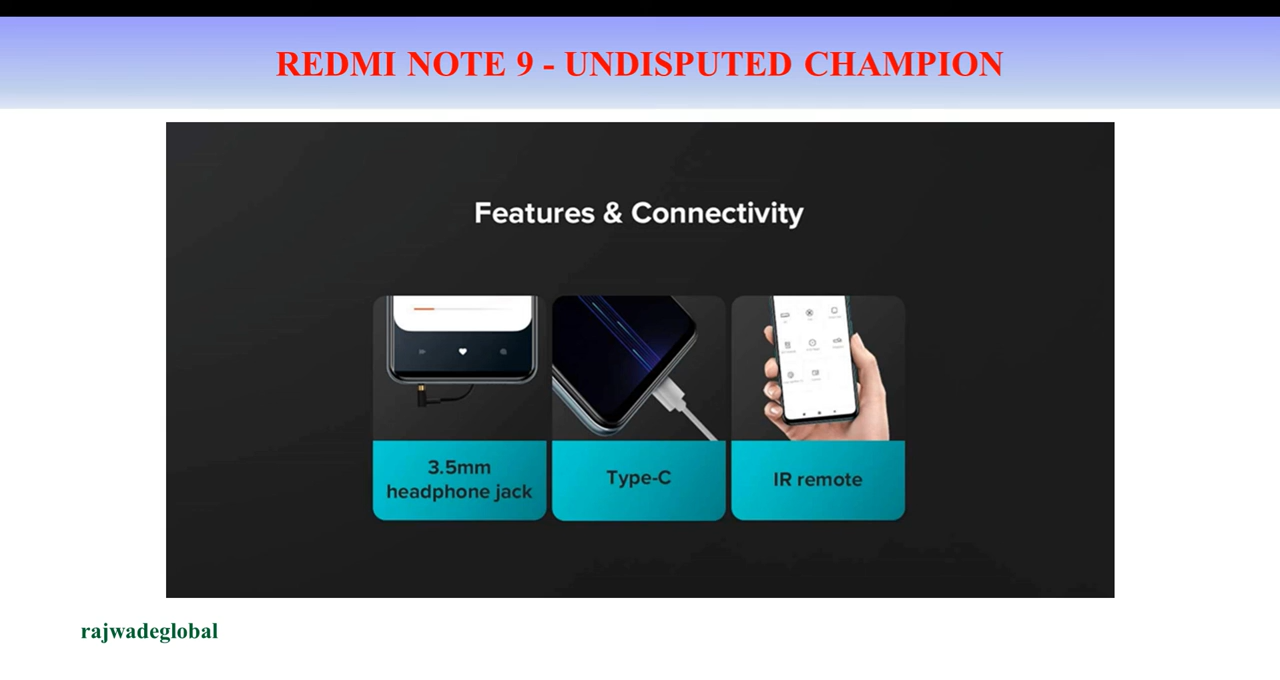 REDMI NOTE 9 - UNDISPUTED CHAMPION
Features & Connectivity
3.5mm
headphone jack
Type-C
IR remote
rajwadeglobal